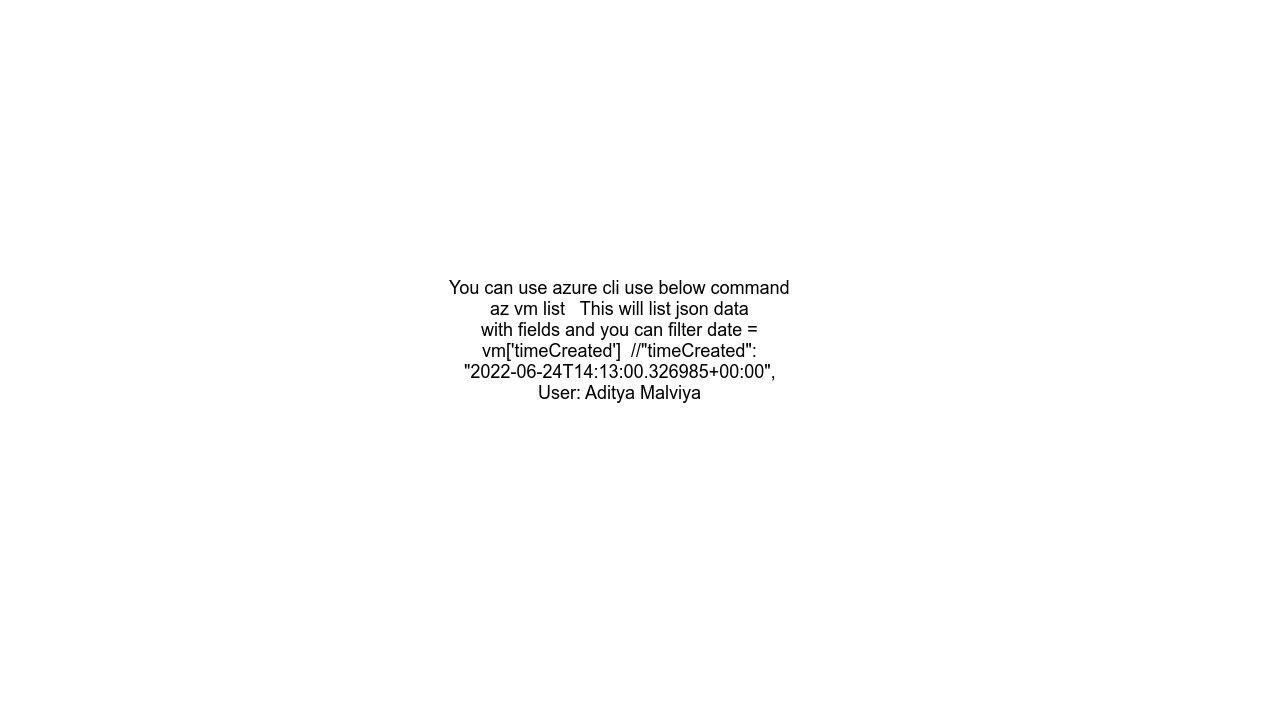 You can use azure cli use below command
az vm list   This will list json data
with fields and you can filter date =
vm['timeCreated']  //"timeCreated":
"2022-06-24T14:13:00.326985+00:00",
User: Aditya Malviya